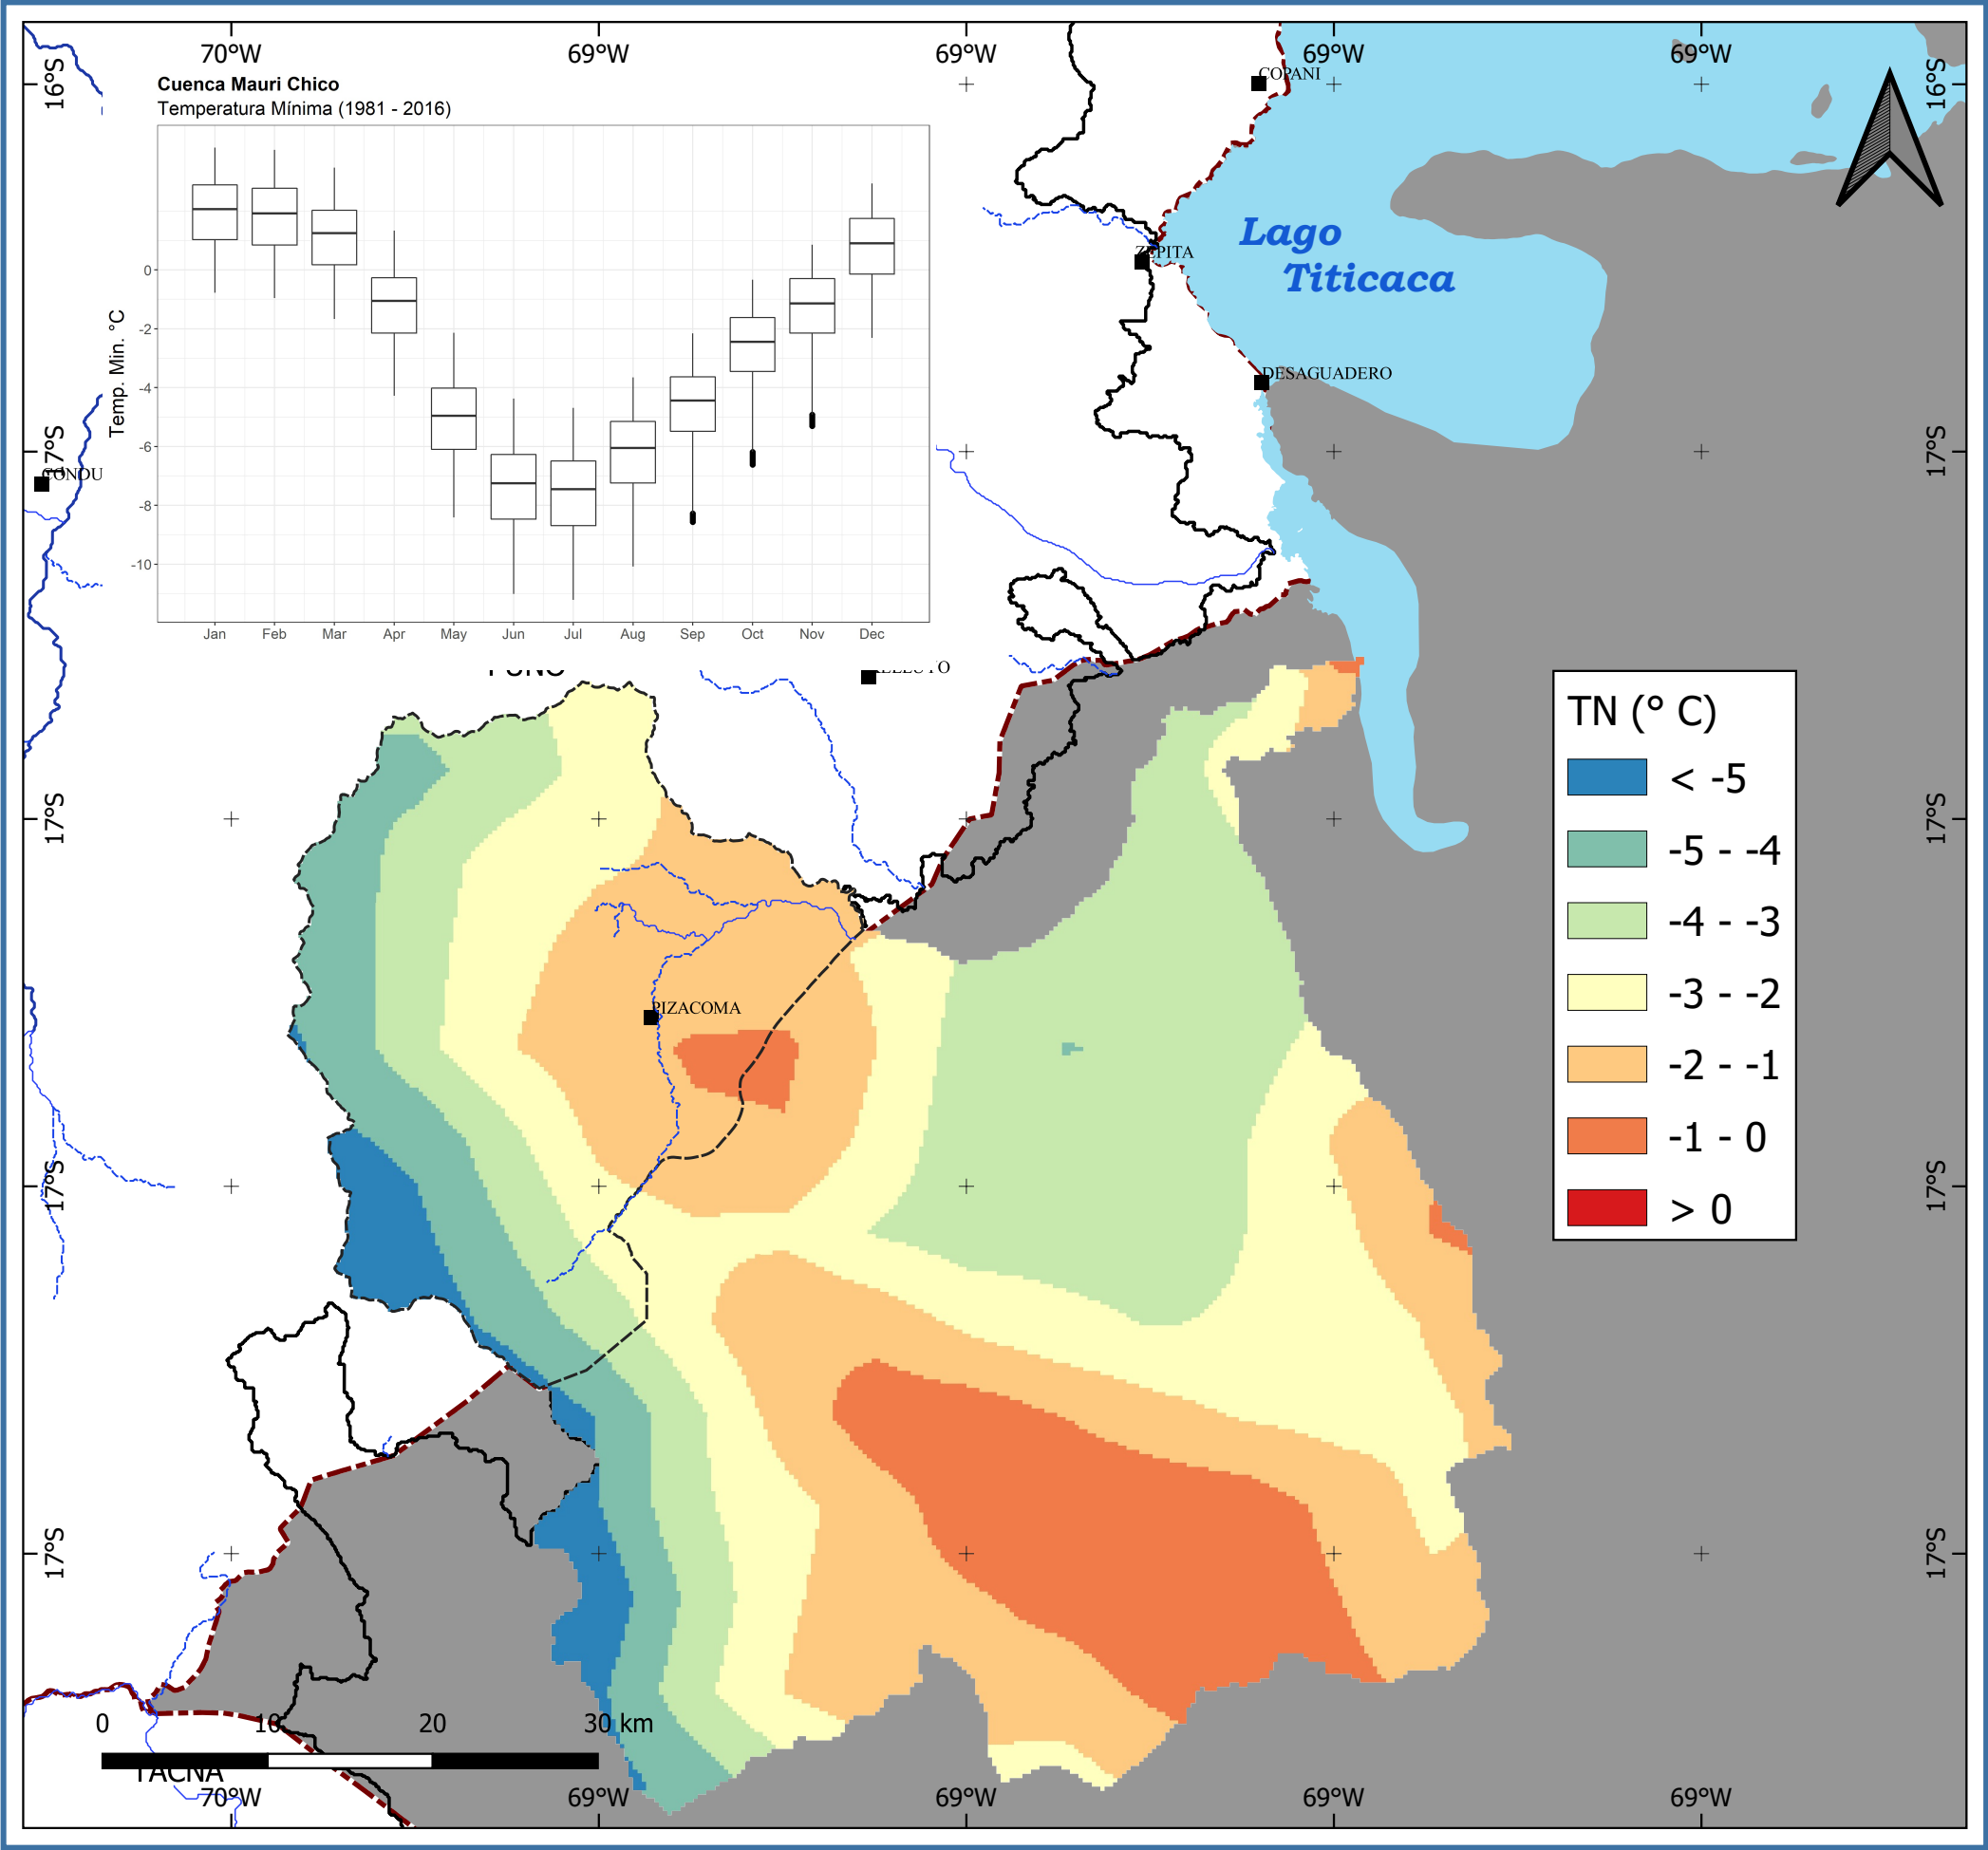 70°W
69°W
69°W
69°W
69°W
16°S
16°S
Cuenca Mauri Chico
Temperatura Mínima (1981 - 2016)
COPANI
Lago
Titicaca
ZEPITA
DESAGUADERO
Temp. Min. °C
0
-2
-4
-6
-8
-10
Jan
Feb
Mar
Apr
May
Jun
Jul
Aug
Sep
Oct
Nov
Dec
17°S
17°S
CONDU
PUNO
TN (° C)
< -5
-5 - -4
-4 - -3
-3 - -2
-2 - -1
-1 - 0
> 0
17°S
17°S
PIZACOMA
17°S
17°S
17°S
17°S
0
10
20
30 km
TACNA
70°W
69°W
69°W
69°W
69°W